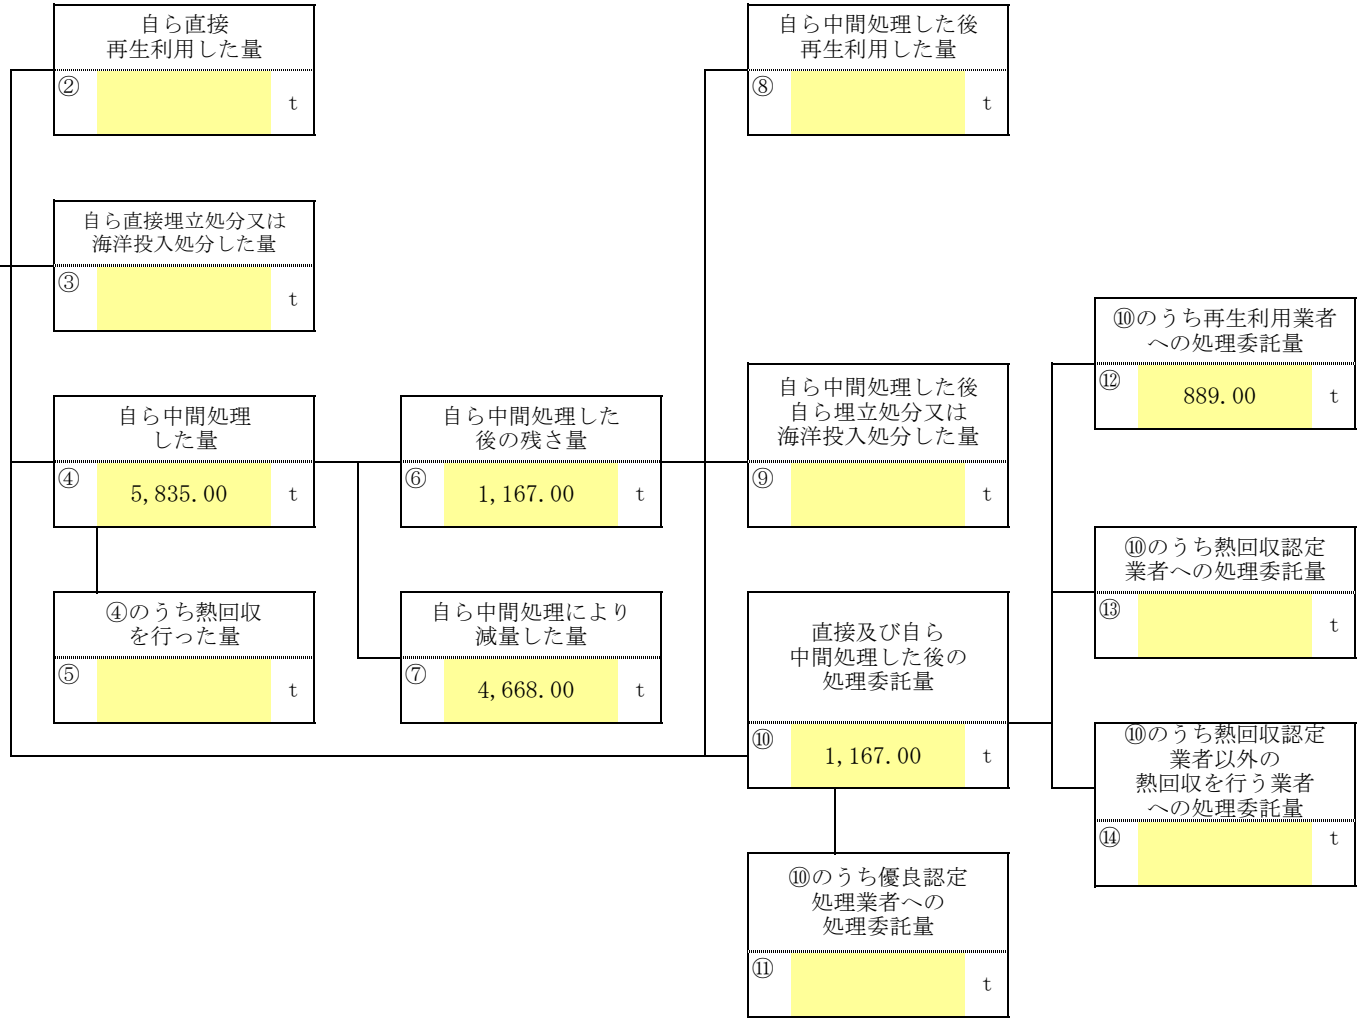 自ら直接
再生利用した量
②
t
自ら中間処理した後
再生利用した量
⑧
t
自ら直接埋立処分又は
海洋投入処分した量
③
t
⑩のうち再生利用業者
への処理委託量
⑫
889.00
t
自ら中間処理
した量
④
5,835.00
t
自ら中間処理した
後の残さ量
⑥
1,167.00
t
自ら中間処理した後
自ら埋立処分又は
海洋投入処分した量
⑨
t
⑩のうち熱回収認定
業者への処理委託量
⑬
t
④のうち熱回収
を行った量
⑤
t
自ら中間処理により
減量した量
⑦
4,668.00
t
直接及び自ら
中間処理した後の
処理委託量
⑩
1,167.00
t
⑩のうち熱回収認定
業者以外の
熱回収を行う業者
への処理委託量
⑭
t
⑩のうち優良認定
処理業者への
処理委託量
⑪
t